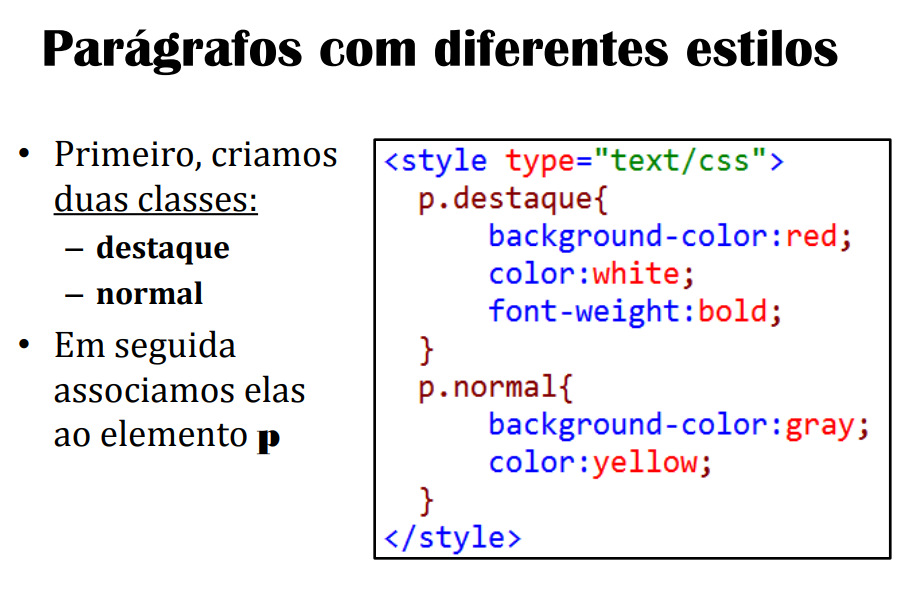 Parágrafos com diferentes estilos
• Primeiro, criamos
duas classes:
– destaque
– normal
• Em seguida
associamos elas
ao elemento p
<style type="text/css">
p.destaque{
background-color:red;
color:white;
font-weight:bold;
}
p.normal{
background-color:gray;
color:yellow;
}
</style>